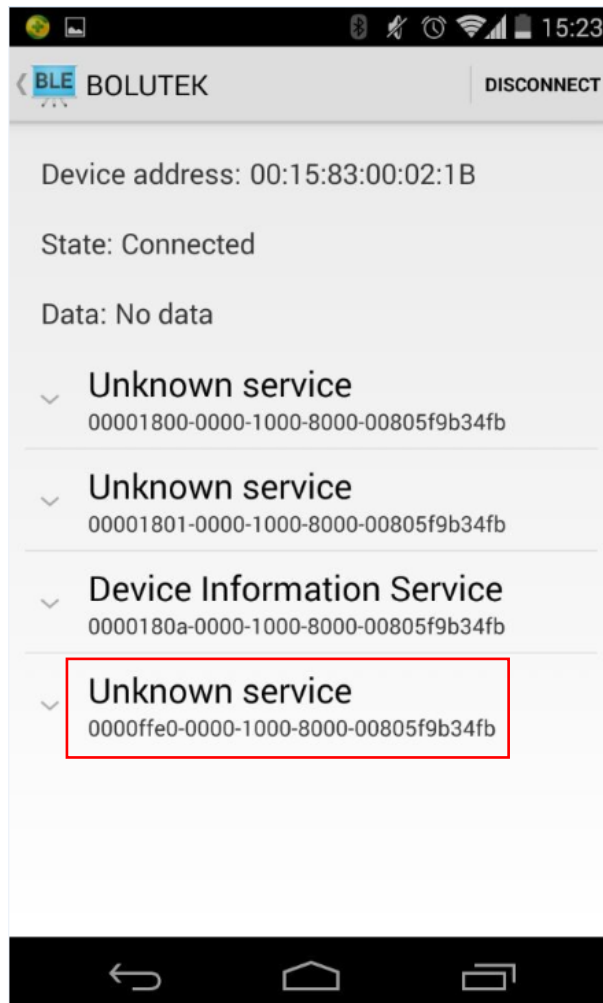 15:23
BLE BOLUTEK DISCONNECT
Device address: 00:15:83:00:02:1B
State: Connected
Data: No data
Unknown service
00001800-0000-1000-8000-00805f9b34fb
Unknown service
00001801-0000-1000-8000-00805f9b34fb
Device Information Service
0000180a-0000-1000-8000-00805f9b34fb
Unknown service
0000ffe0-0000-1000-8000-00805f9b34fb